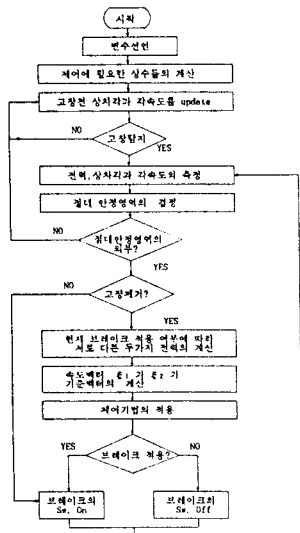 시작
변수선언
제어에 필요한 상수들의 계산
고장전 상차각과 각속도를 update
NO
고장탐지
YES
전력,상차각과 각속도의 측정
절대 안정영역의 결정
NO
절대안정영역의
외부?
YES
NO
고장제거?
YES
현재 브레이크 적용 여부에 따라
서로 다른 두가지 전력의 계산
속도벡터 ξ1 가 ξ2 가
기준벡터의 계산
제어기법의 적용
YES
NO
브레이크 적용?
브레이크의
Sw. On
브레이크의
Sw. Off